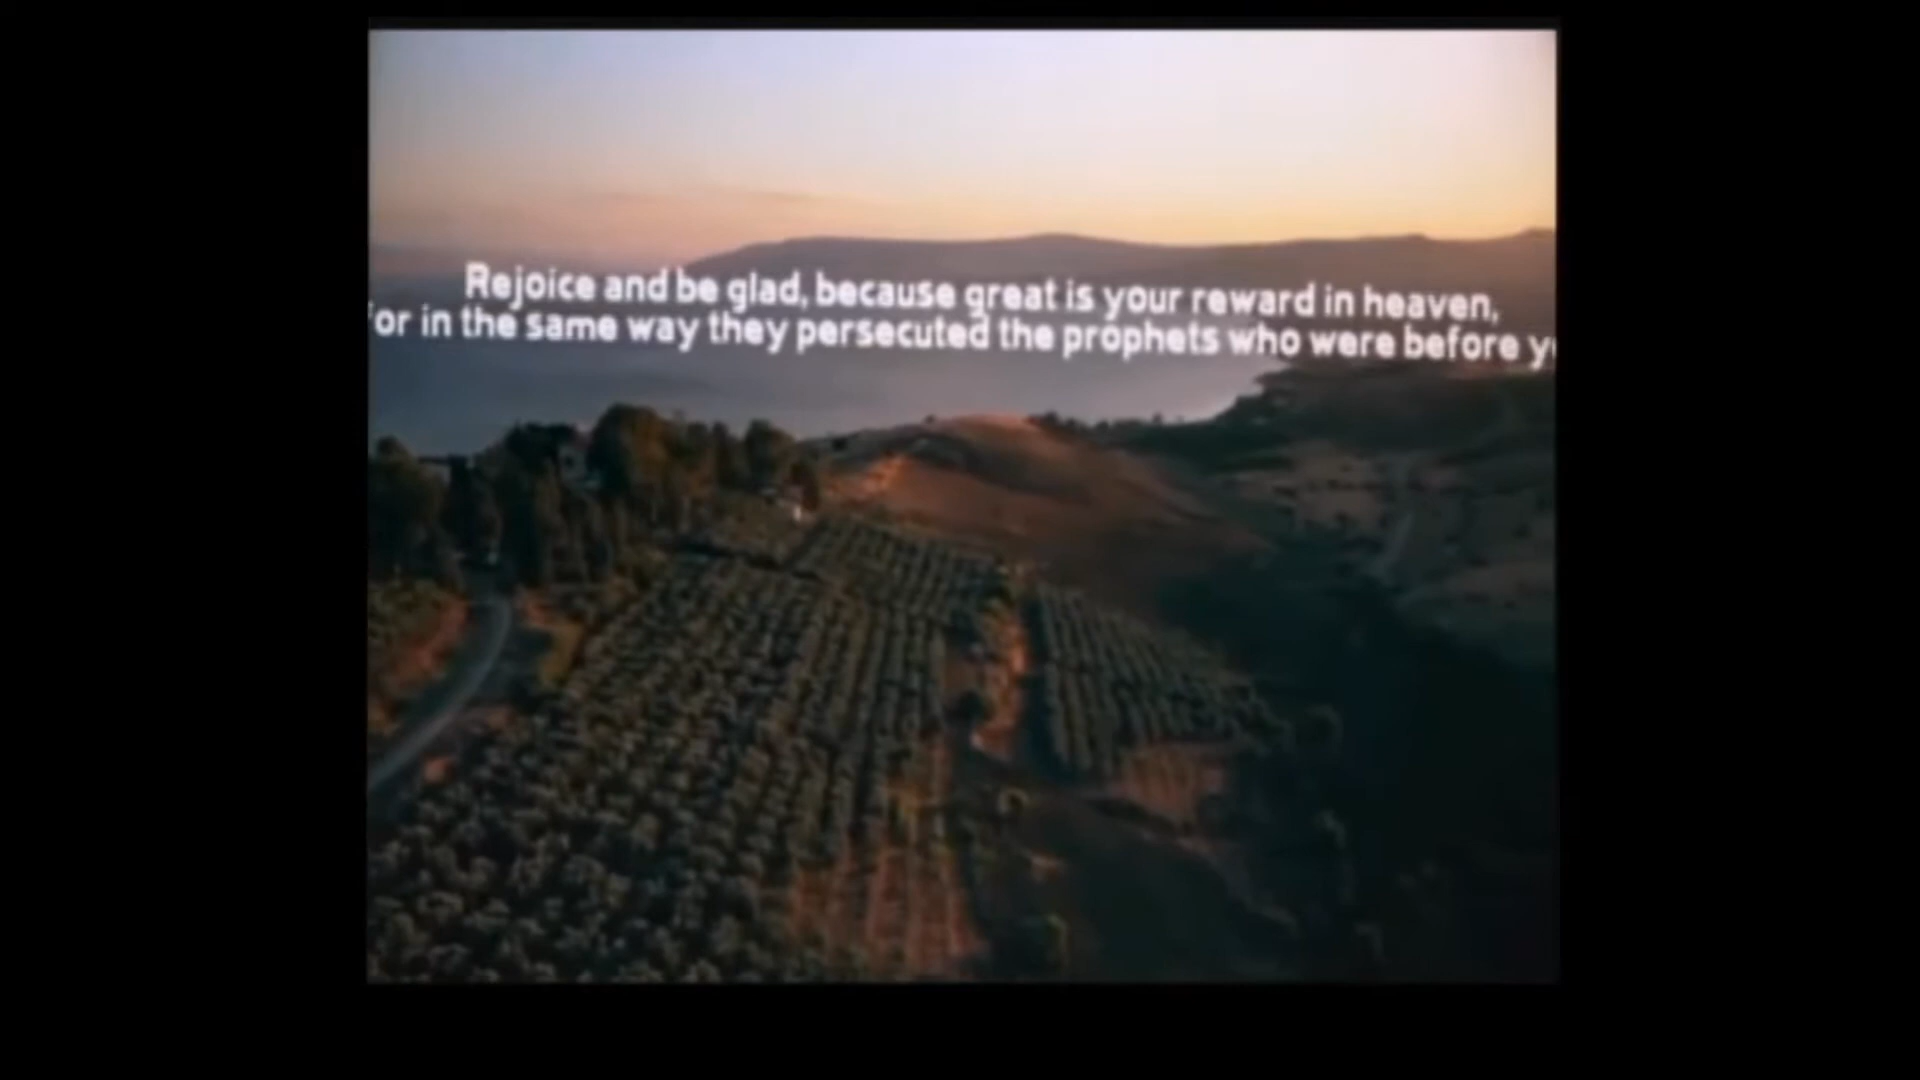 Rejoice and be glad, because great is your reward in heaven,
or in the same way they persecuted the prophets who were before